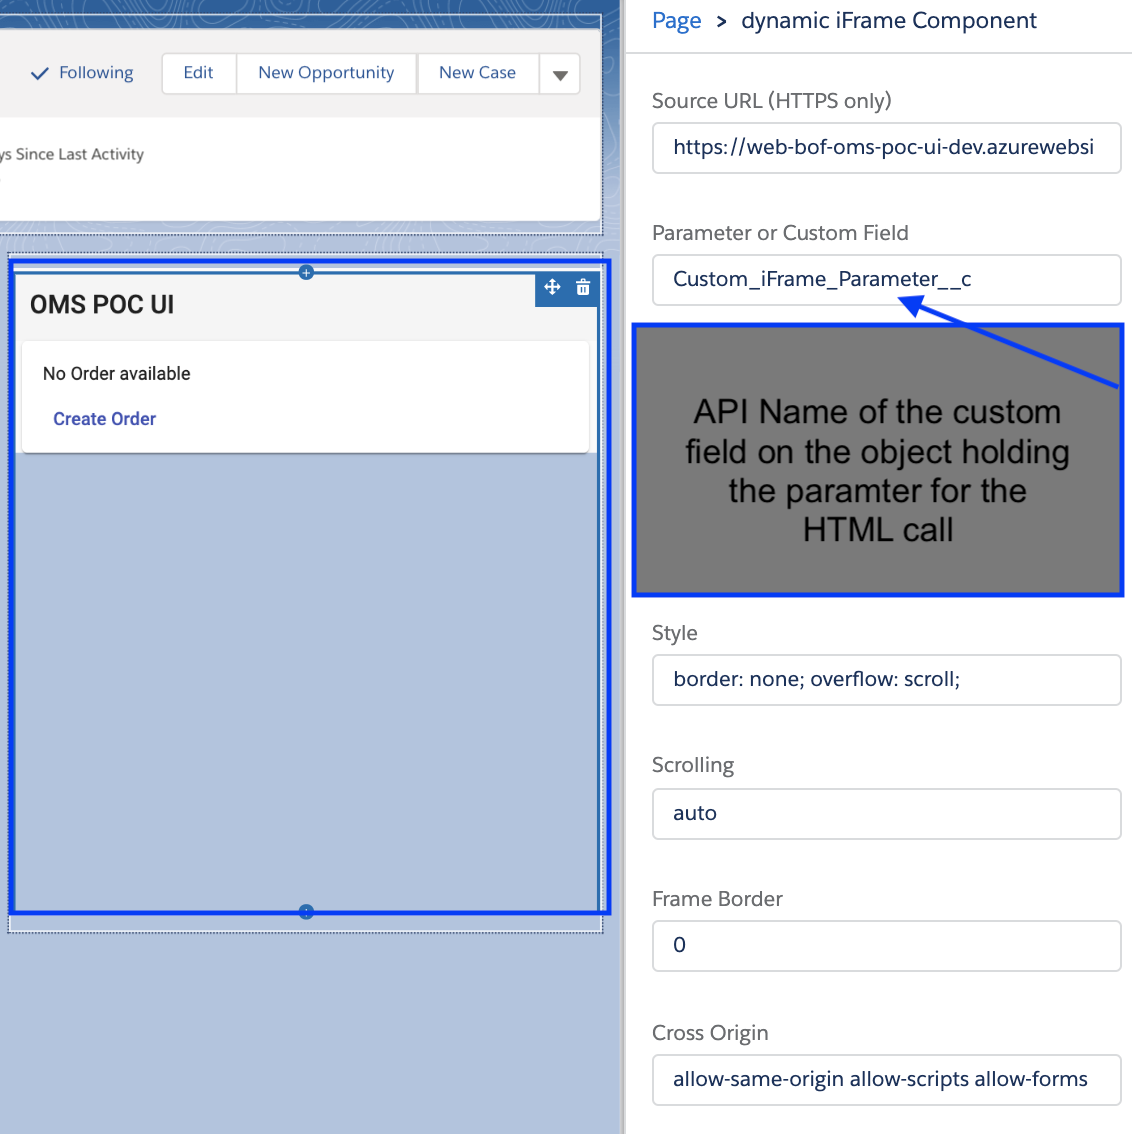 Following
Edit
New Opportunity
New Case
ys Since Last Activity
OMS POC UI
No Order available
Create Order
Page > dynamic iFrame Component
Source URL (HTTPS only)
https://web-bof-oms-poc-ui-dev.azurewebsi
Parameter or Custom Field
Custom_iFrame_Parameter__c
API Name of the custom
field on the object holding
the paramter for the
HTML call
Style
border: none; overflow: scroll;
Scrolling
auto
Frame Border
0
Cross Origin
allow-same-origin allow-scripts allow-forms